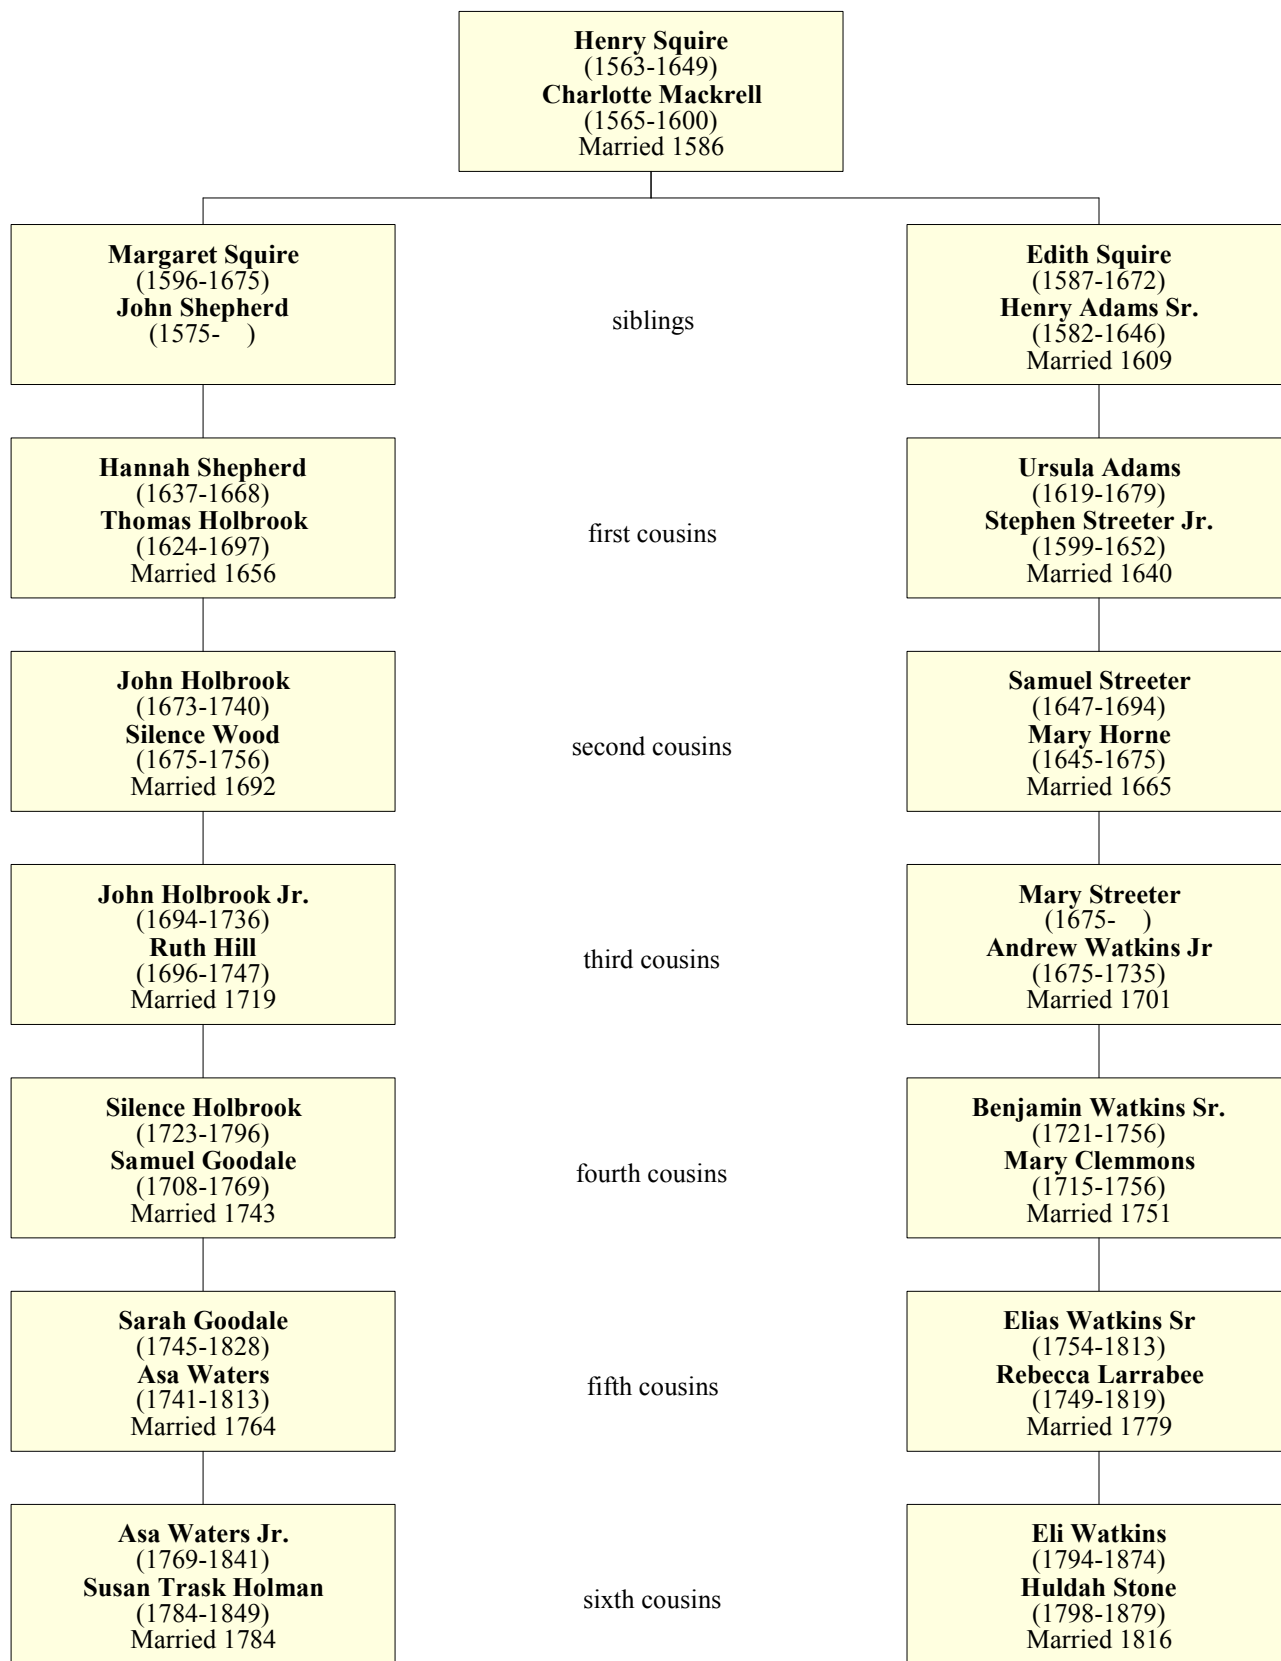 Henry Squire
(1563-1649)
Charlotte Mackrell
(1565-1600)
Married 1586
Margaret Squire
(1596-1675)
John Shepherd
(1575-    )
siblings
Edith Squire
(1587-1672)
Henry Adams Sr.
(1582-1646)
Married 1609
Hannah Shepherd
(1637-1668)
Thomas Holbrook
(1624-1697)
Married 1656
first cousins
Ursula Adams
(1619-1679)
Stephen Streeter Jr.
(1599-1652)
Married 1640
John Holbrook
(1673-1740)
Silence Wood
(1675-1756)
Married 1692
second cousins
Samuel Streeter
(1647-1694)
Mary Horne
(1645-1675)
Married 1665
John Holbrook Jr.
(1694-1736)
Ruth Hill
(1696-1747)
Married 1719
third cousins
Mary Streeter
(1675-    )
Andrew Watkins Jr
(1675-1735)
Married 1701
Silence Holbrook
(1723-1796)
Samuel Goodale
(1708-1769)
Married 1743
fourth cousins
Benjamin Watkins Sr.
(1721-1756)
Mary Clemmons
(1715-1756)
Married 1751
Sarah Goodale
(1745-1828)
Asa Waters
(1741-1813)
Married 1764
fifth cousins
Elias Watkins Sr
(1754-1813)
Rebecca Larrabee
(1749-1819)
Married 1779
Asa Waters Jr.
(1769-1841)
Susan Trask Holman
(1784-1849)
Married 1784
sixth cousins
Eli Watkins
(1794-1874)
Huldah Stone
(1798-1879)
Married 1816